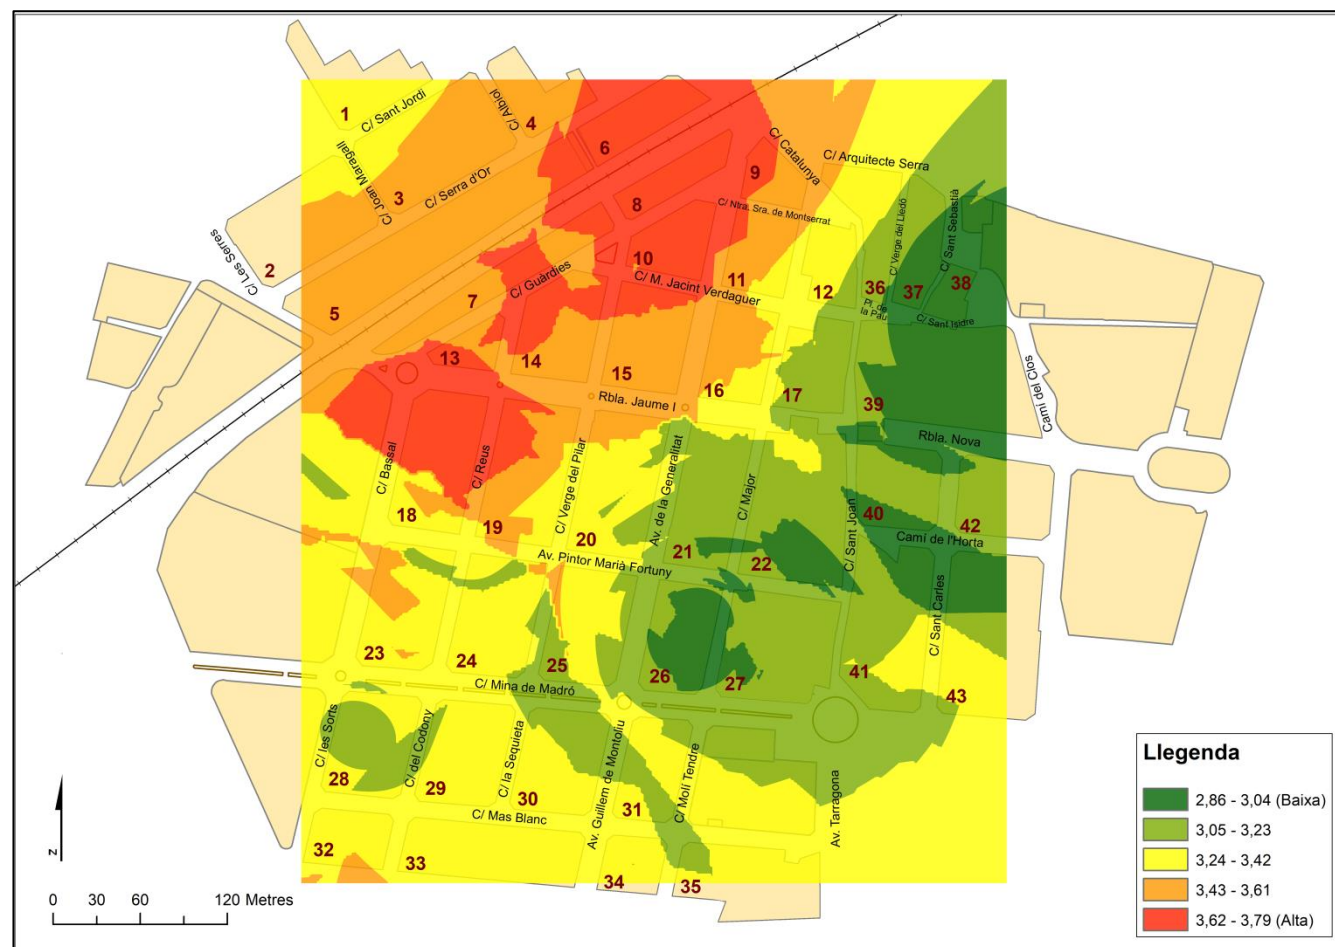 1
C/ Sant Jordi
C/ Albiol
4
6
C/ Catalunya
C/ Arquitecte Serra
C/ Joan Maragall
3
C/ Serra d'Or
9
8
C/ Ntra. Sra. de Montserrat
C/ Verge del Lledó
C/ Sant Sebastià
C/ Les Serres
2
5
7
C/ Guàrdies
10
C/ M. Jacint Verdaguer
11
12
36
37
38
Pl. de
la Pau
C/ Sant Isidre
13
14
15
16
17
39
Rbla. Jaume I
Rbla. Nova
Camí del Clos
C/ Bassal
C/ Reus
C/ Verge del Pilar
Av. de la Generalitat
C/ Major
C/ Sant Joan
18
19
20
21
22
40
42
Camí de l'Horta
Av. Pintor Marià Fortuny
C/ Sant Carles
23
24
25
26
27
41
43
C/ Mina de Madró
C/ les Sorts
C/ del Codony
C/ la Sequieta
Av. Guillem de Montoliu
C/ Molí Tendre
Av. Tarragona
28
29
30
31
C/ Mas Blanc
32
33
34
35
Z
0 30 60 120 Metres
Llegenda
2,86 - 3,04 (Baixa)
3,05 - 3,23
3,24 - 3,42
3,43 - 3,61
3,62 - 3,79 (Alta)